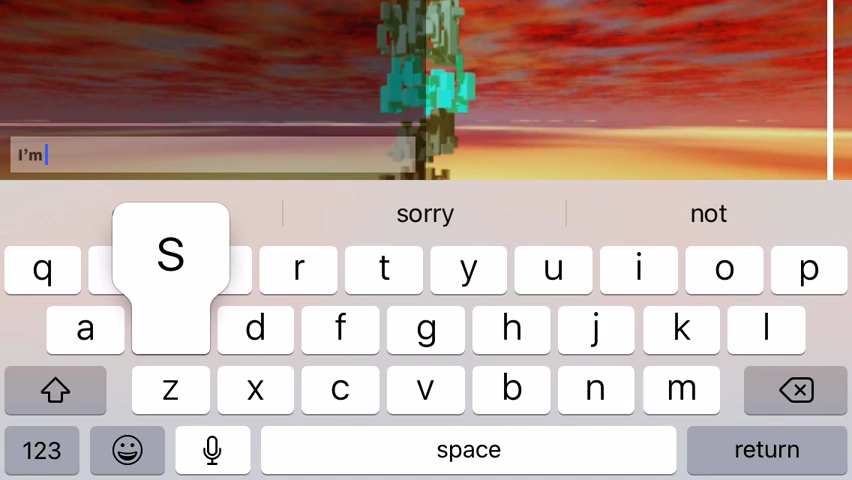 I'm
sorry not
S
q r t y u i o p
a d f g h j k l
z x c v b n m
123 space return